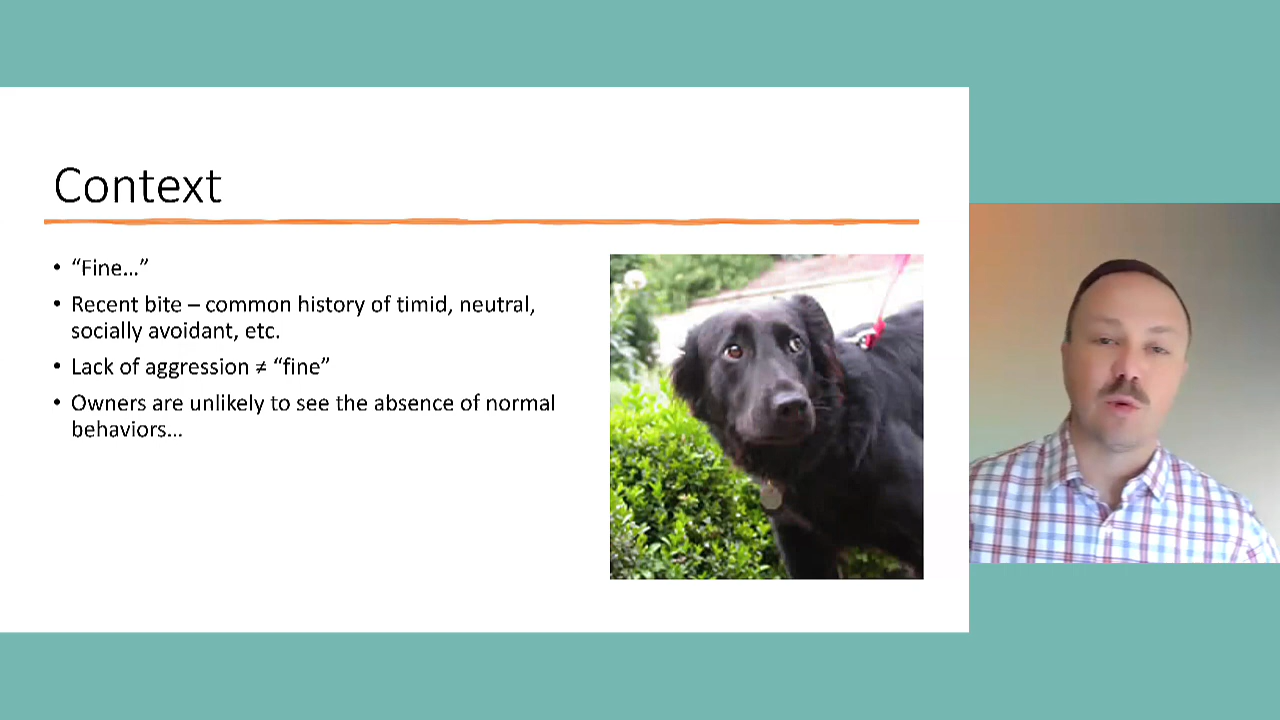 Context
• “Fine…”
• Recent bite – common history of timid, neutral,
socially avoidant, etc.
• Lack of aggression ≠ “fine”
• Owners are unlikely to see the absence of normal
behaviors…